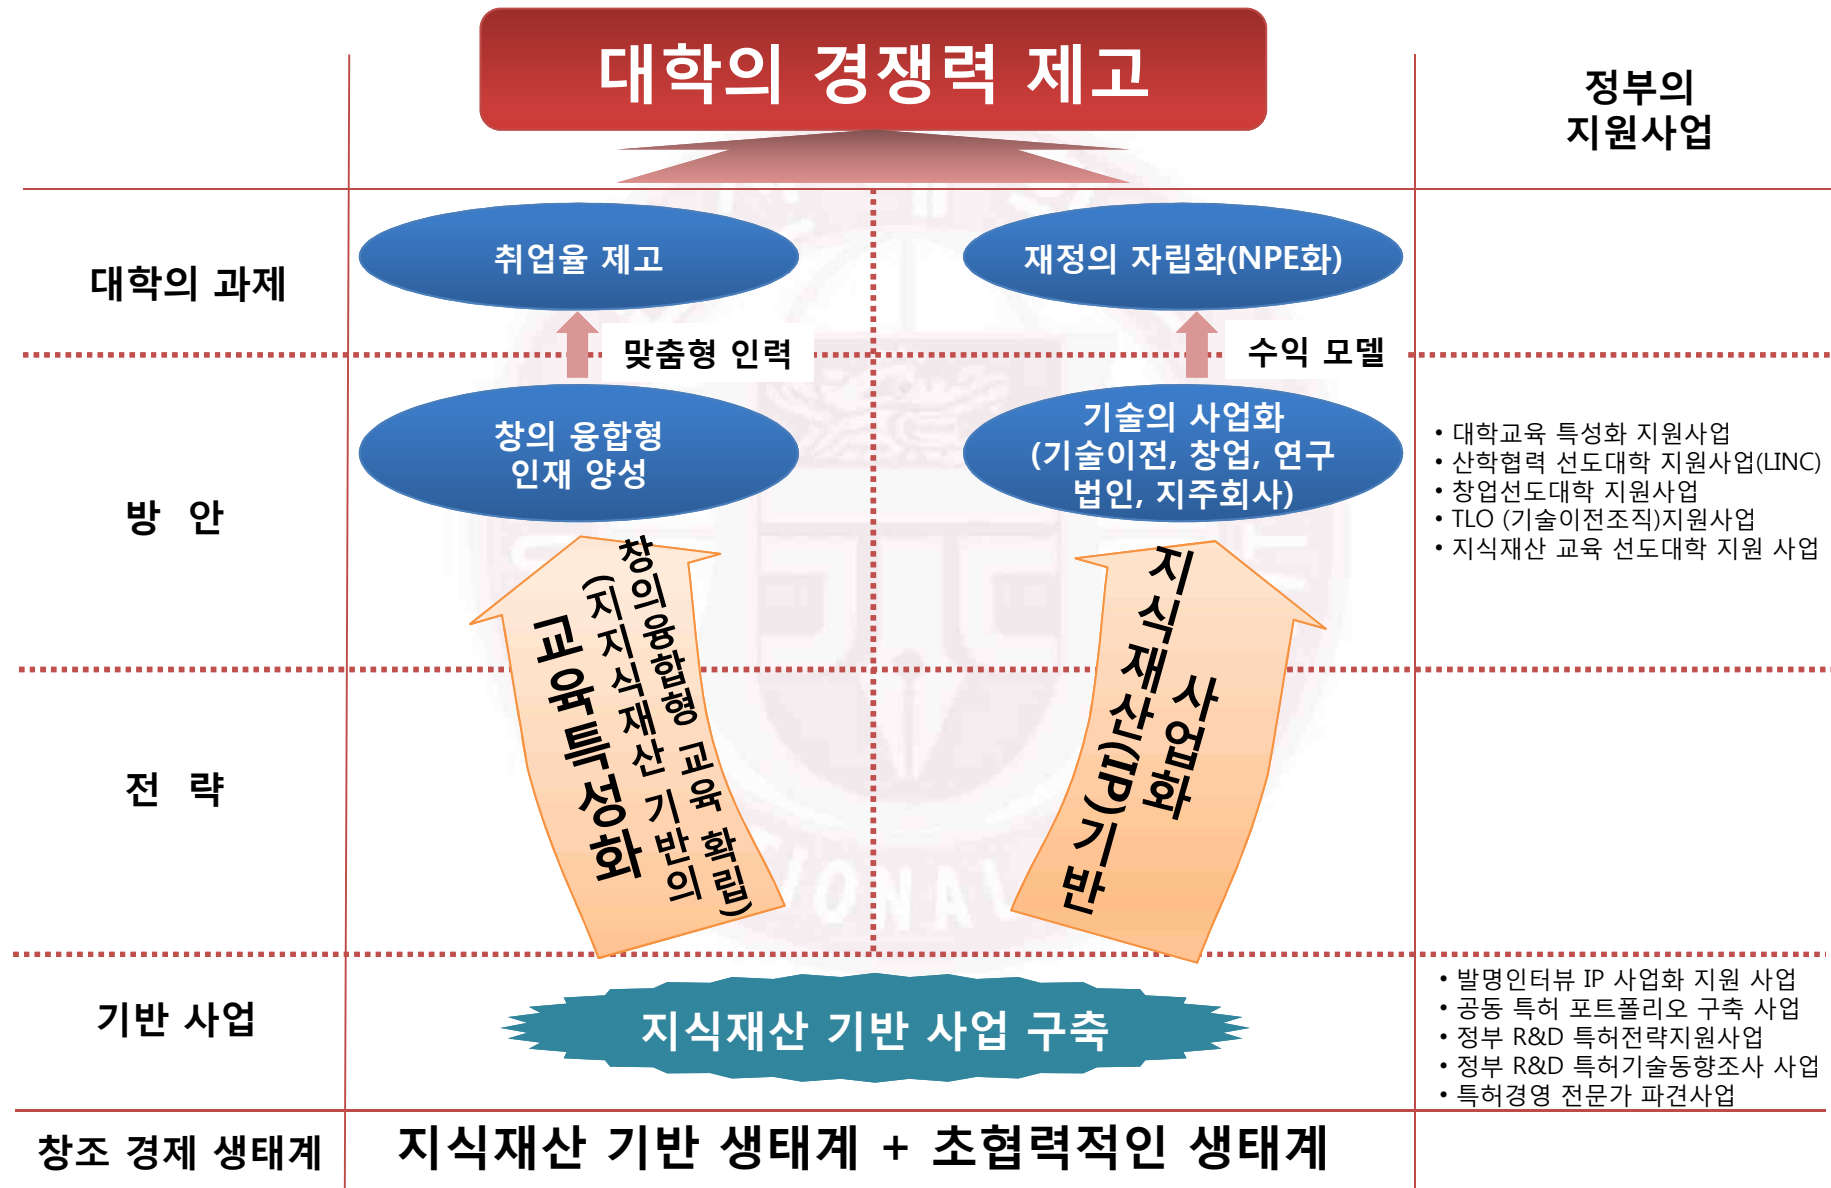 대학의 경쟁력 제고
정부의
지원사업
대학의 과제
취업율 제고
재정의 자립화(NPE화)
맞춤형 인력
수익 모델
방 안
창의 융합형
인재 양성
기술의 사업화
(기술이전, 창업, 연구
법인, 지주회사)
• 대학교육 특성화 지원사업
• 산학협력 선도대학 지원사업(LINC)
• 창업선도대학 지원사업
• TLO (기술이전조직)지원사업
• 지식재산 교육 선도대학 지원 사업
전 략
교육특성화
(지지식재산 기반의
창의융합형 교육 확립)
지식재산(IP)기반
사업화
기반 사업
지식재산 기반 사업 구축
• 발명인터뷰 IP 사업화 지원 사업
• 공동 특허 포트폴리오 구축 사업
• 정부 R&D 특허전략지원사업
• 정부 R&D 특허기술동향조사 사업
• 특허경영 전문가 파견사업
창조 경제 생태계
지식재산 기반 생태계 + 초협력적인 생태계